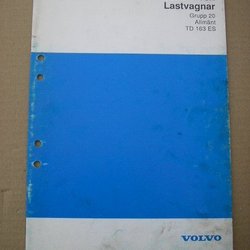 Lastvagnar
Grupp 20
Allmänt
TD 163 ES
VOLVO